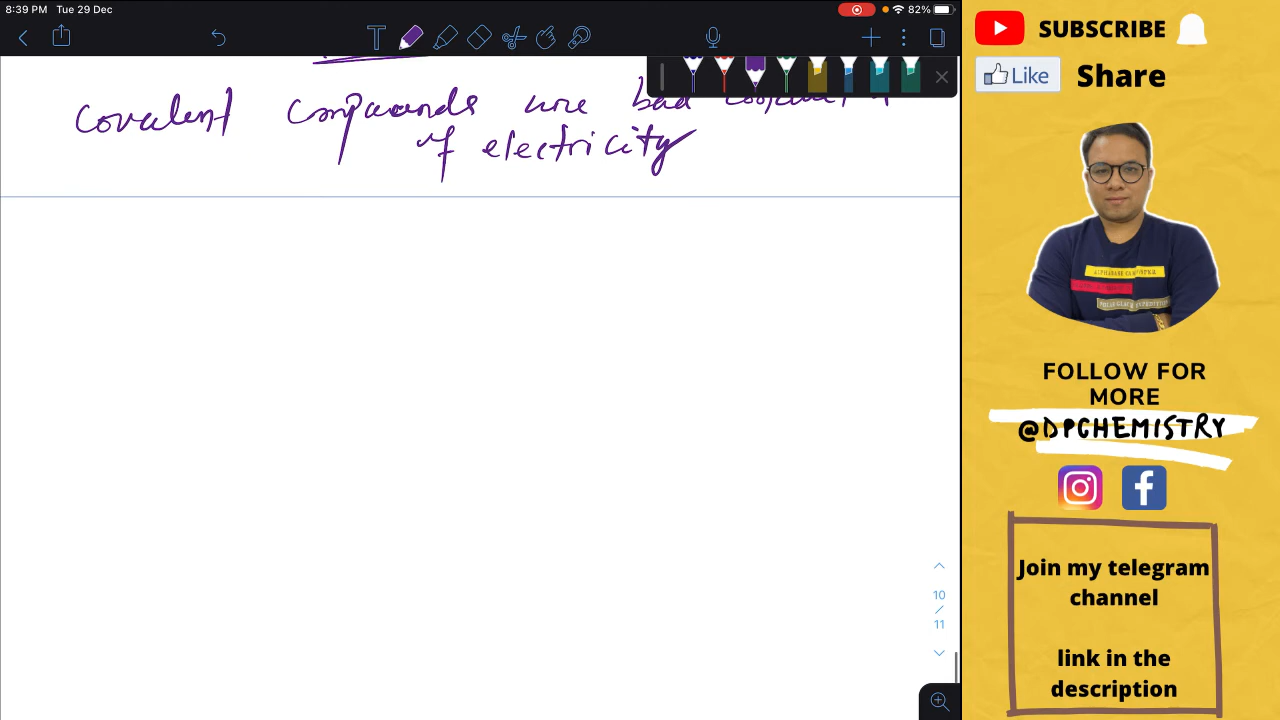 8:39 PM Tue 29 Dec
82%
covalent compounds are bad
of electricity
10
/
11
SUBSCRIBE
Like
Share
FOLLOW FOR
MORE
@DPCHEMISTRY
Join my telegram
channel
link in the
description